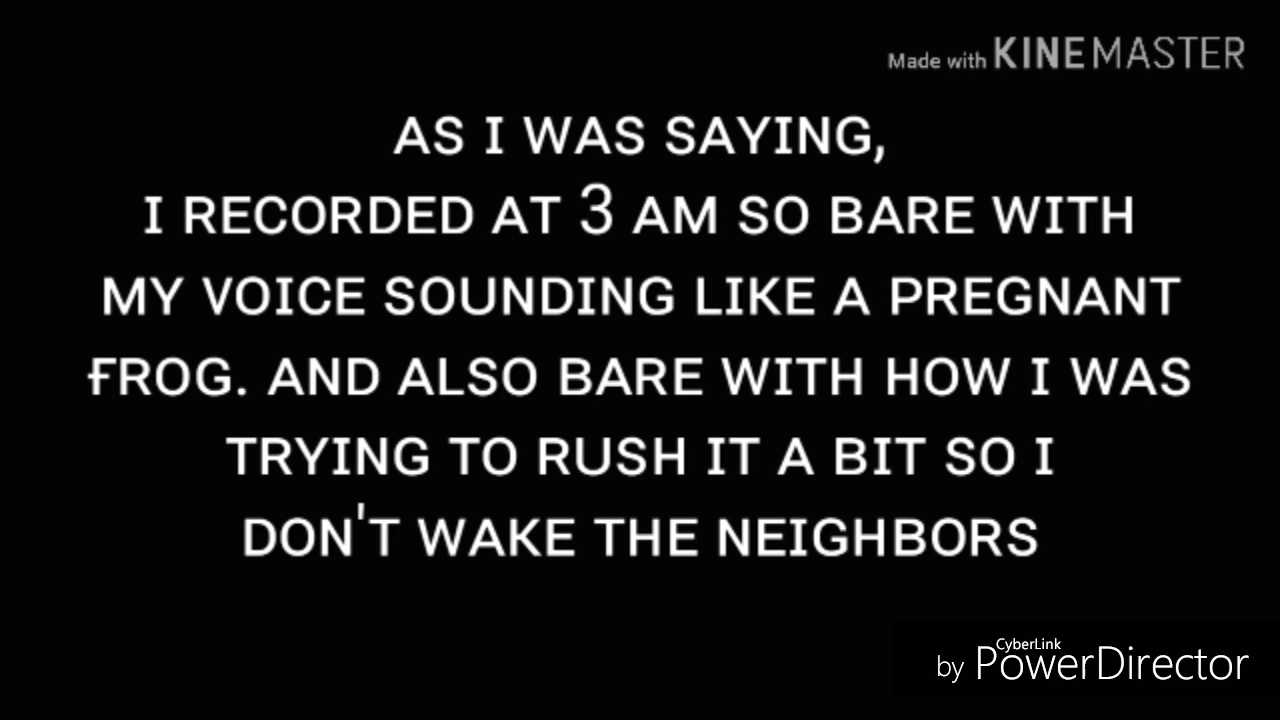 Made with KINEMASTER
AS I WAS SAYING,
I RECORDED AT 3 AM SO BARE WITH
MY VOICE SOUNDING LIKE A PREGNANT
FROG. AND ALSO BARE WITH HOW I WAS
TRYING TO RUSH IT A BIT SO I
DON'T WAKE THE NEIGHBORS
CyberLink
by PowerDirector